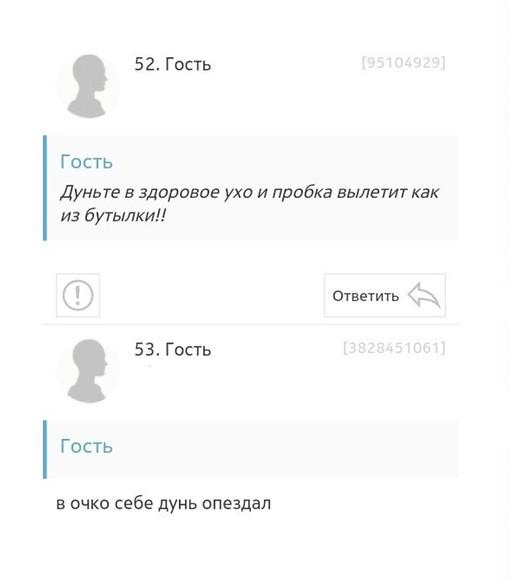 52. Гость
[95104929]
Гость
Дуньте в здоровое ухо и пробка вылетит как
из бутылки!!
Ответить
53. Гость
[3828451061]
Гость
в очко себе дунь опездал